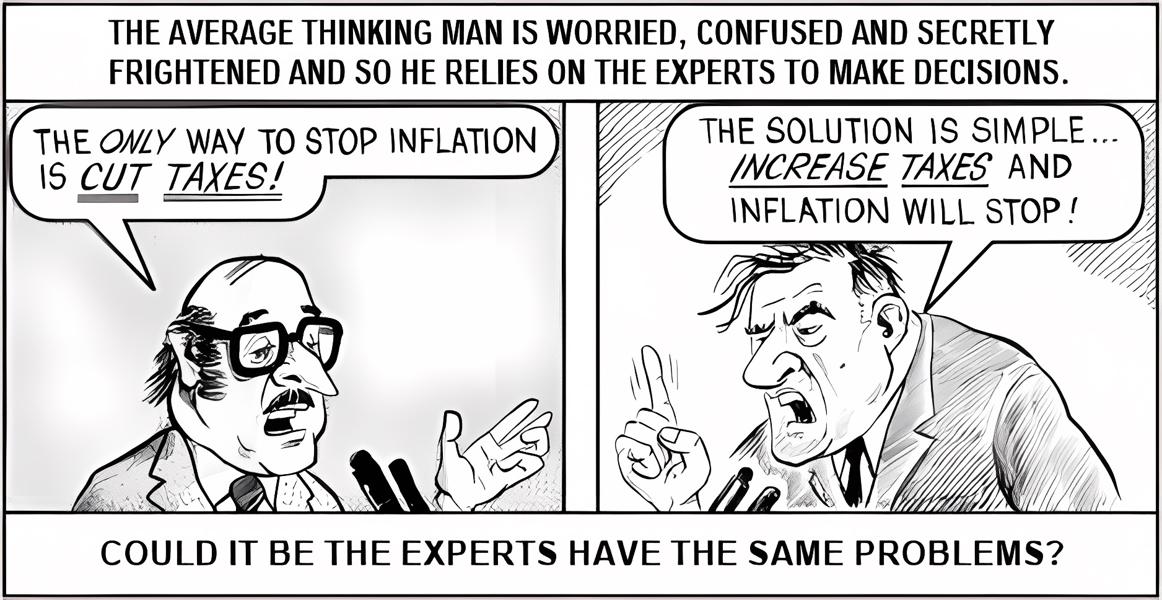 THE AVERAGE THINKING MAN IS WORRIED, CONFUSED AND SECRETLY
FRIGHTENED AND SO HE RELIES ON THE EXPERTS TO MAKE DECISIONS.
THE ONLY WAY TO STOP INFLATION
IS CUT TAXES!
THE SOLUTION IS SIMPLE...
INCREASE TAXES AND
INFLATION WILL STOP!
COULD IT BE THE EXPERTS HAVE THE SAME PROBLEMS?